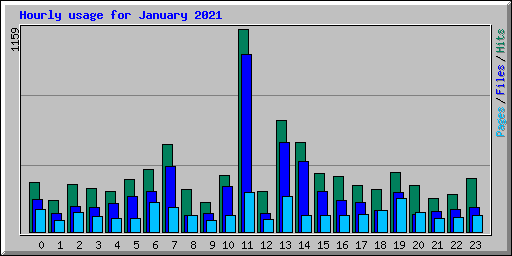 Hourly usage for January 2021
1159
Pages/Files/Hits
0 1 2 3 4 5 6 7 8 9 10 11 12 13 14 15 16 17 18 19 20 21 22 23